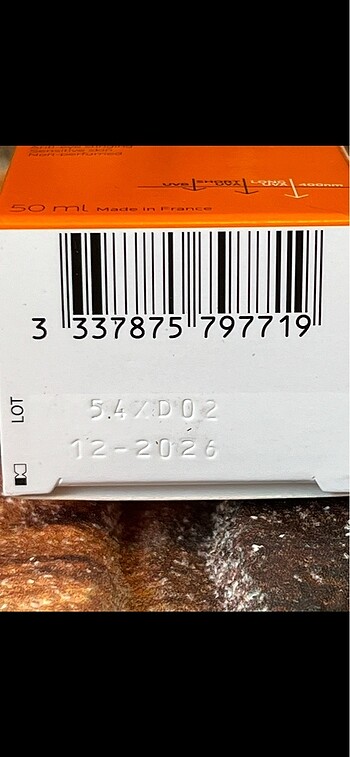 Sensitive skin
Non-perfumed
UVB SHORT UVA LONG UVA 400nm
50 ml Made in France
3 337875 797719
LOT
54XD02
12-2026